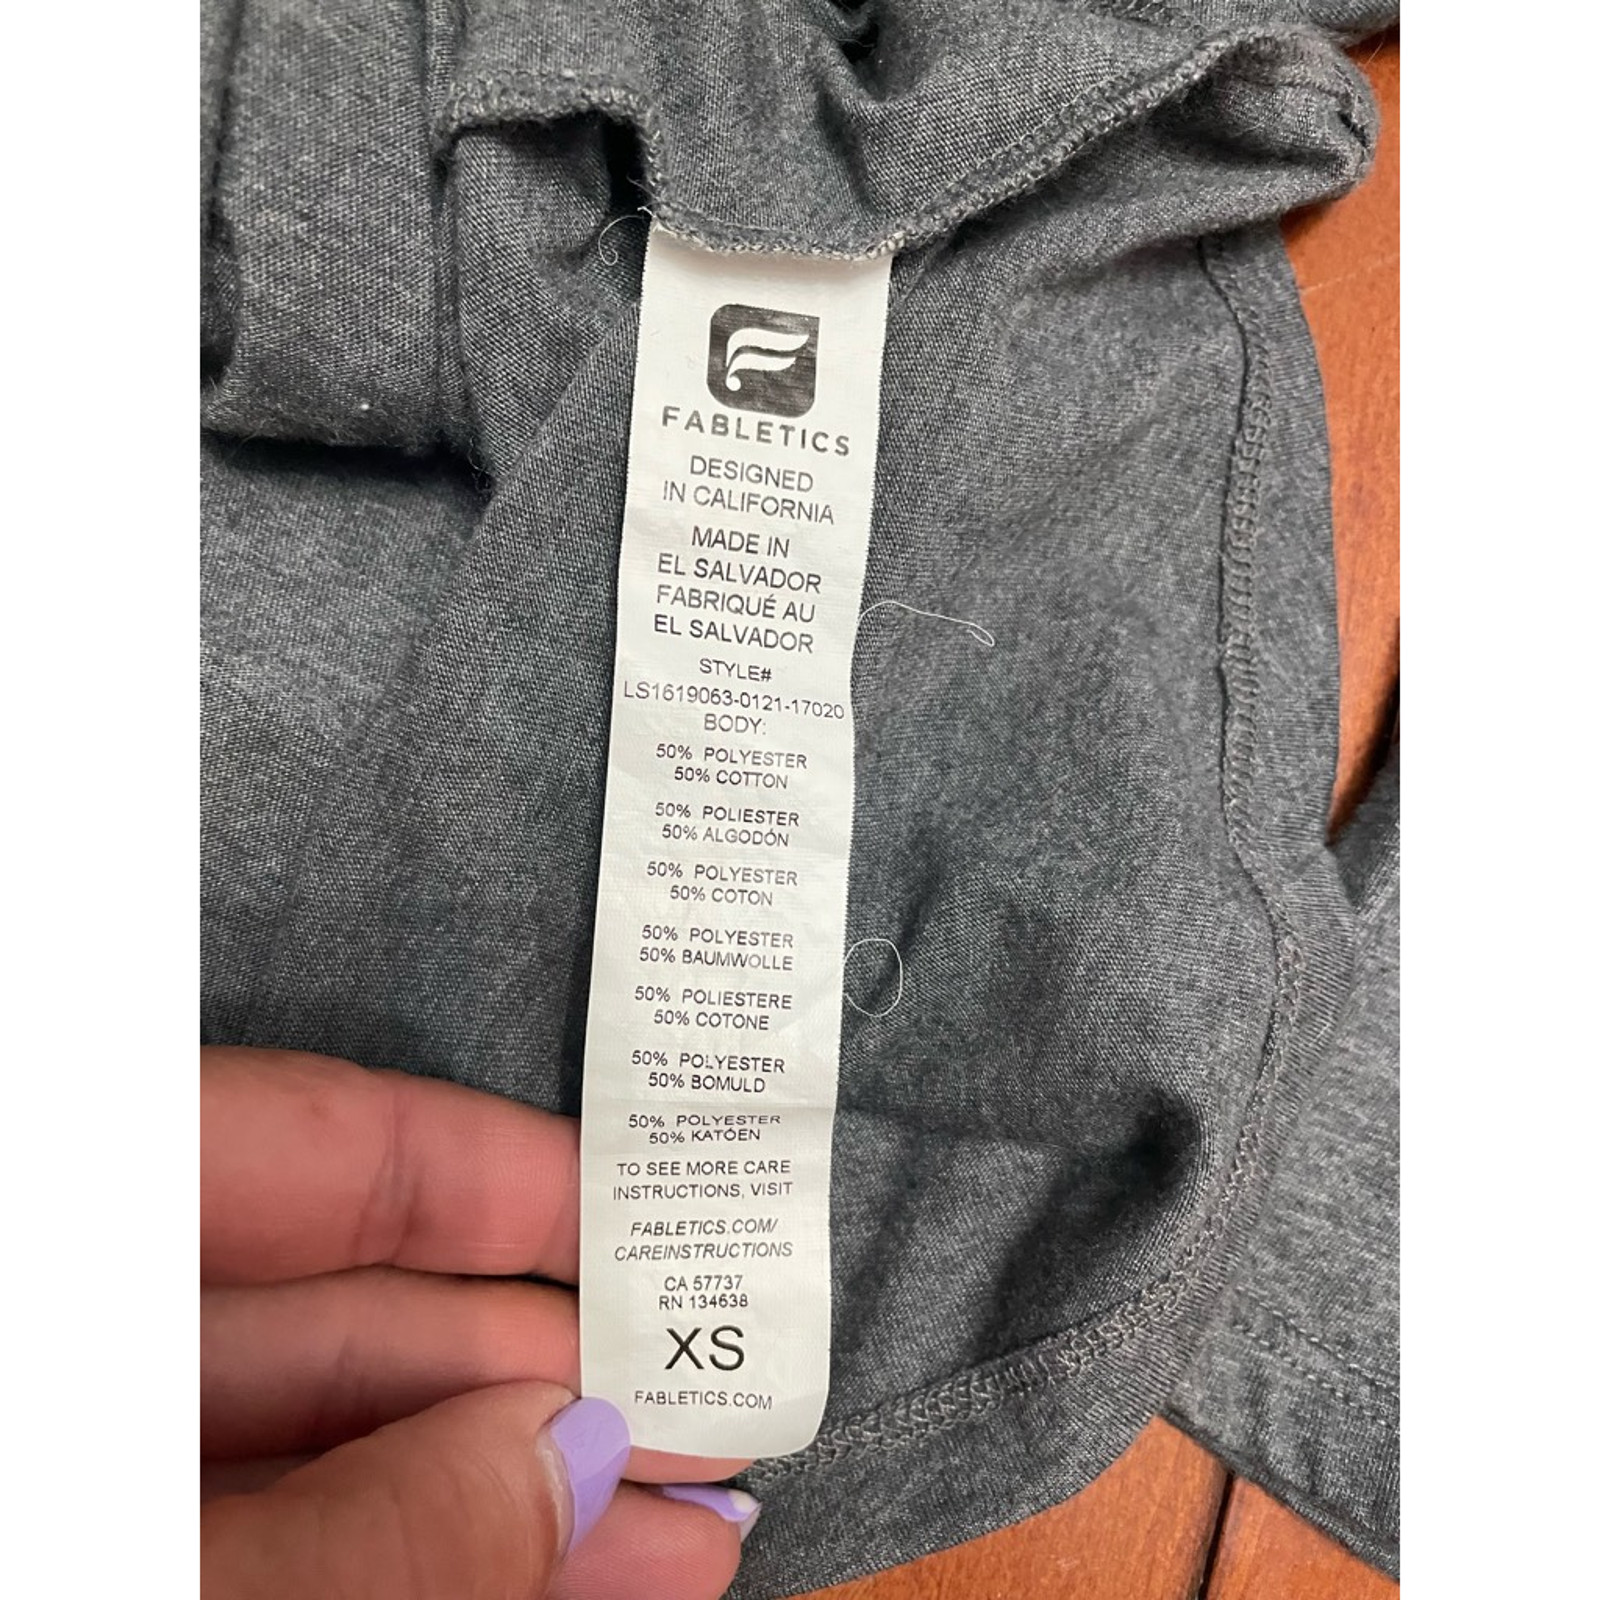 FABLETICS
DESIGNED
IN CALIFORNIA
MADE IN
EL SALVADOR
FABRIQUÉ AU
EL SALVADOR
STYLE#
LS1619063-0121-17020
BODY:
50% POLYESTER
50% COTTON
50% POLIESTER
50% ALGODÓN
50% POLYESTER
50% COTON
50% POLYESTER
50% BAUMWOLLE
50% POLIESTERE
50% COTONE
50% POLYESTER
50% BOMULD
50% POLYESTER
50% KATÓEN
TO SEE MORE CARE
INSTRUCTIONS, VISIT
FABLETICS.COM/
CAREINSTRUCTIONS
CA 57737
RN 134638
XS
FABLETICS.COM